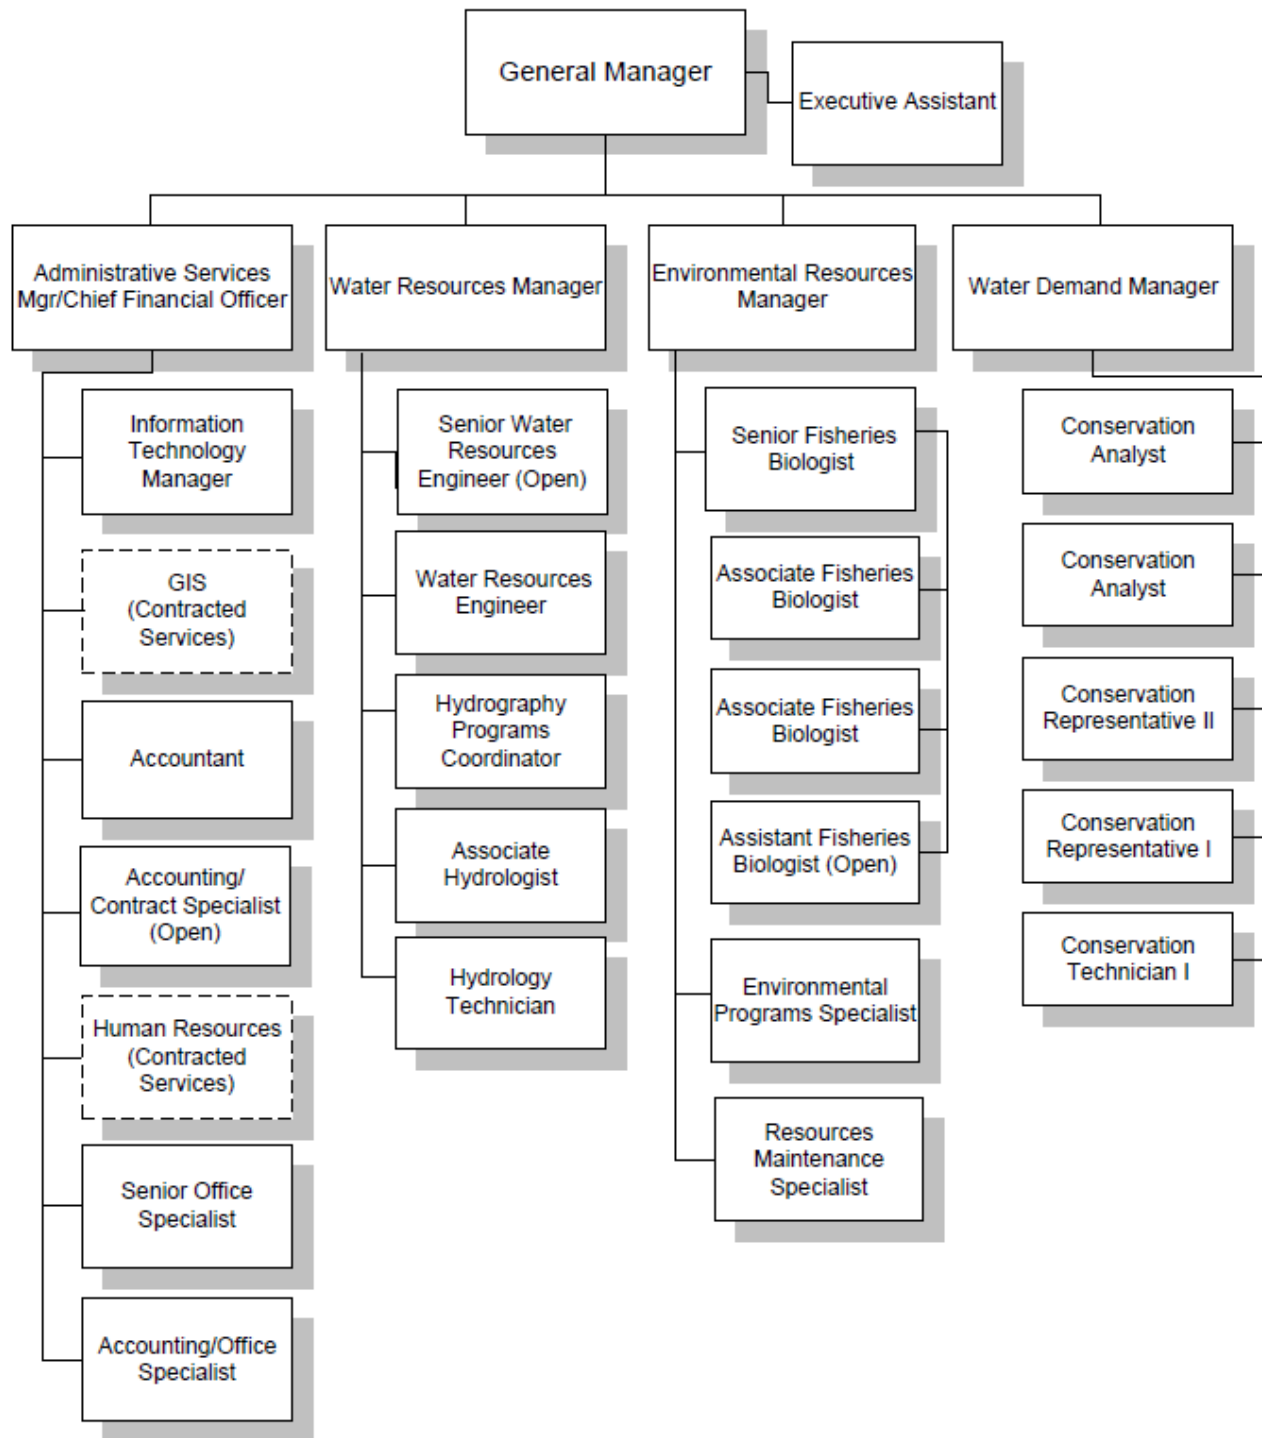 General Manager
Executive Assistant
Administrative Services
Mgr/Chief Financial Officer
Water Resources Manager
Environmental Resources
Manager
Water Demand Manager
Information
Technology
Manager
GIS
(Contracted
Services)
Accountant
Accounting/
Contract Specialist
(Open)
Human Resources
(Contracted
Services)
Senior Office
Specialist
Accounting/Office
Specialist
Senior Water
Resources
Engineer (Open)
Water Resources
Engineer
Hydrography
Programs
Coordinator
Associate
Hydrologist
Hydrology
Technician
Senior Fisheries
Biologist
Associate Fisheries
Biologist
Associate Fisheries
Biologist
Assistant Fisheries
Biologist (Open)
Environmental
Programs Specialist
Resources
Maintenance
Specialist
Conservation
Analyst
Conservation
Analyst
Conservation
Representative II
Conservation
Representative I
Conservation
Technician I